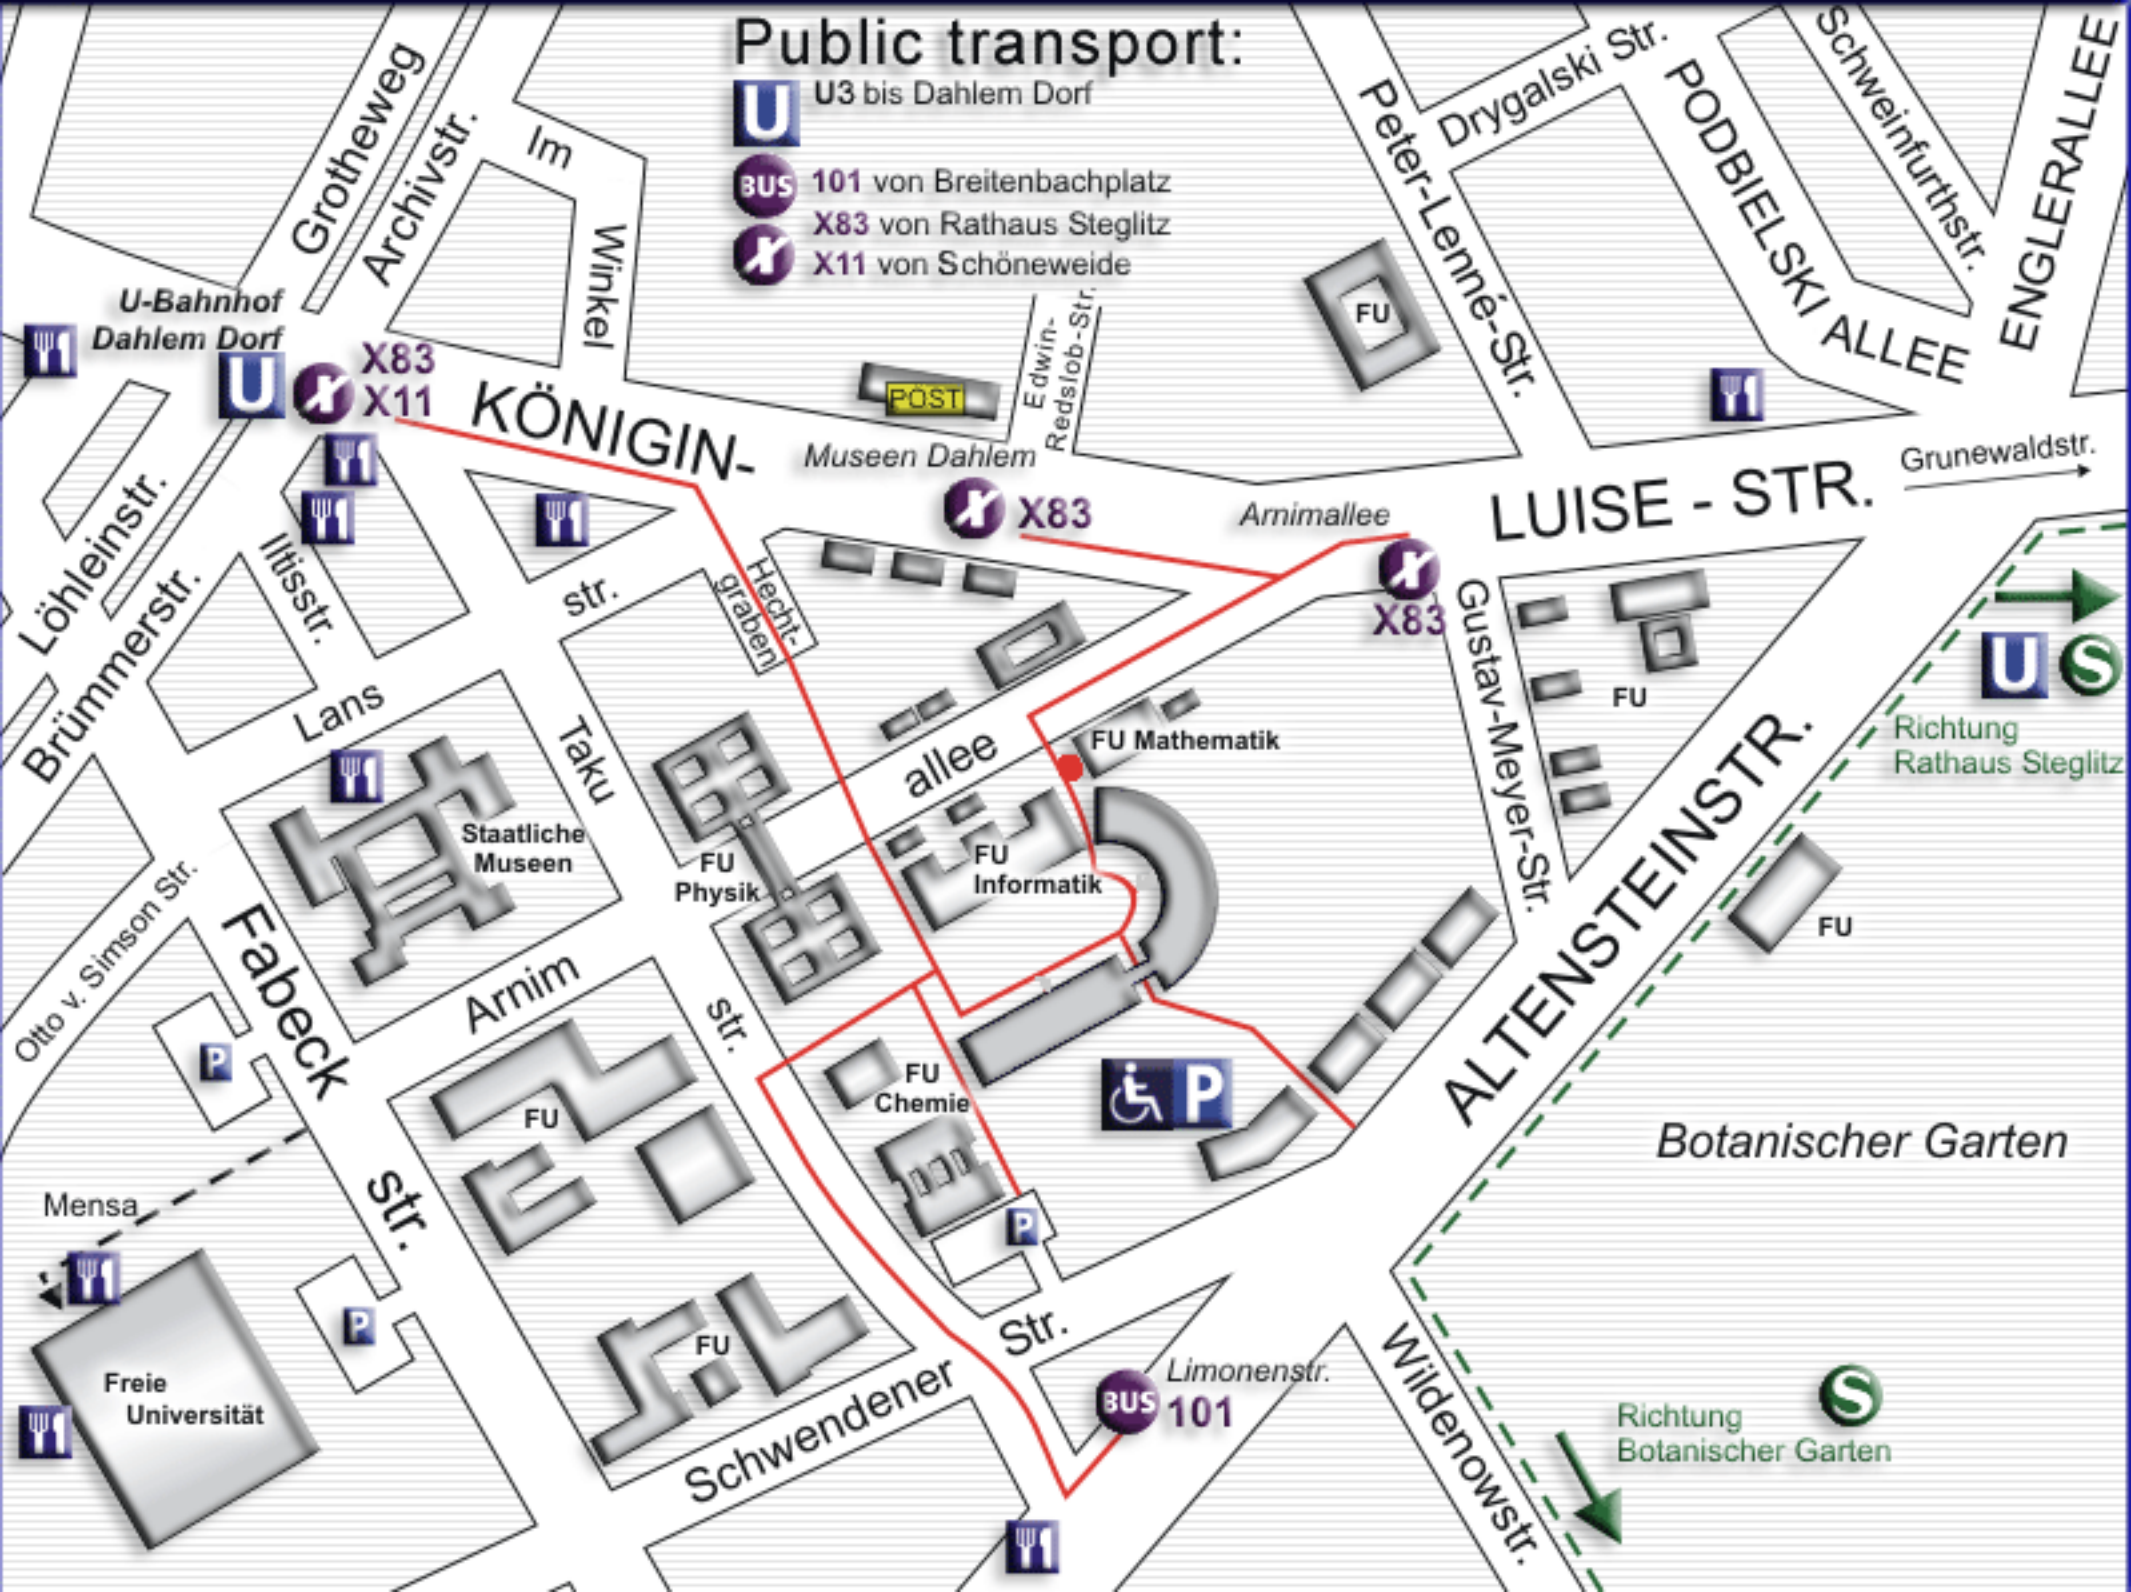 Public transport:
U
U3 bis Dahlem Dorf
BUS
101 von Breitenbachplatz
X83 von Rathaus Steglitz
X
X11 von Schöneweide
Grotheweg
Archivstr.
Im
Winkel
Peter-Lenné-Str.
Drygalski Str.
PODBIELSKI ALLEE
Schweinfurthstr.
ENGLERALLEE
U-Bahnhof
Dahlem Dorf
U
X
X83
X11
KÖNIGIN-
LUISE - STR.
Grunewaldstr.
PÖST
Edwin-
Redslob-Str.
FU
Museen Dahlem
X
X83
Arnimallee
X
X83
Löhleinstr.
Brümmerstr.
Iltisstr.
Lans
str.
Hecht-
graben
Taku
str.
allee
FU Mathematik
Gustav-Meyer-Str.
FU
U
S
Richtung
Rathaus Steglitz
Staatliche
Museen
FU
Physik
FU
Informatik
ALTENSTEINSTR.
FU
Otto v. Simson Str.
Fabeck
str.
Arnim
P
FU
FU
Chemie
P
P
Botanischer Garten
Mensa
P
Freie
Universität
FU
Schwendener
Str.
BUS
Limonenstr.
101
Wildenowstr.
S
Richtung
Botanischer Garten